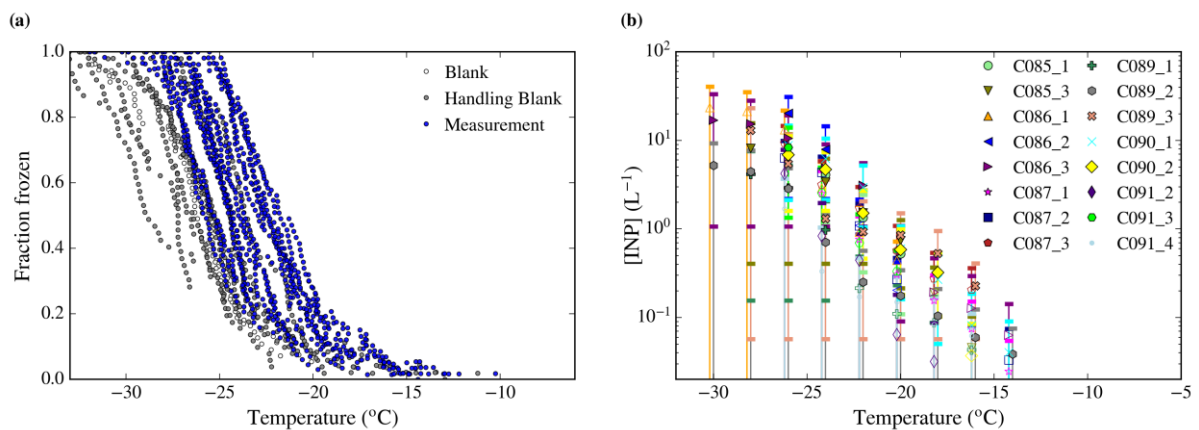 (a)
1.0
0.8
0.6
0.4
0.2
0.0
Fraction frozen
−30
−25
−20
−15
−10
Temperature (°C)
Blank
Handling Blank
Measurement
(b)
10²
10¹
10⁰
10⁻¹
[INP] (L⁻¹)
−30
−25
−20
−15
−10
−5
Temperature (°C)
C085_1
C085_3
C086_1
C086_2
C086_3
C087_1
C087_2
C087_3
C089_1
C089_2
C089_3
C090_1
C090_2
C091_2
C091_3
C091_4